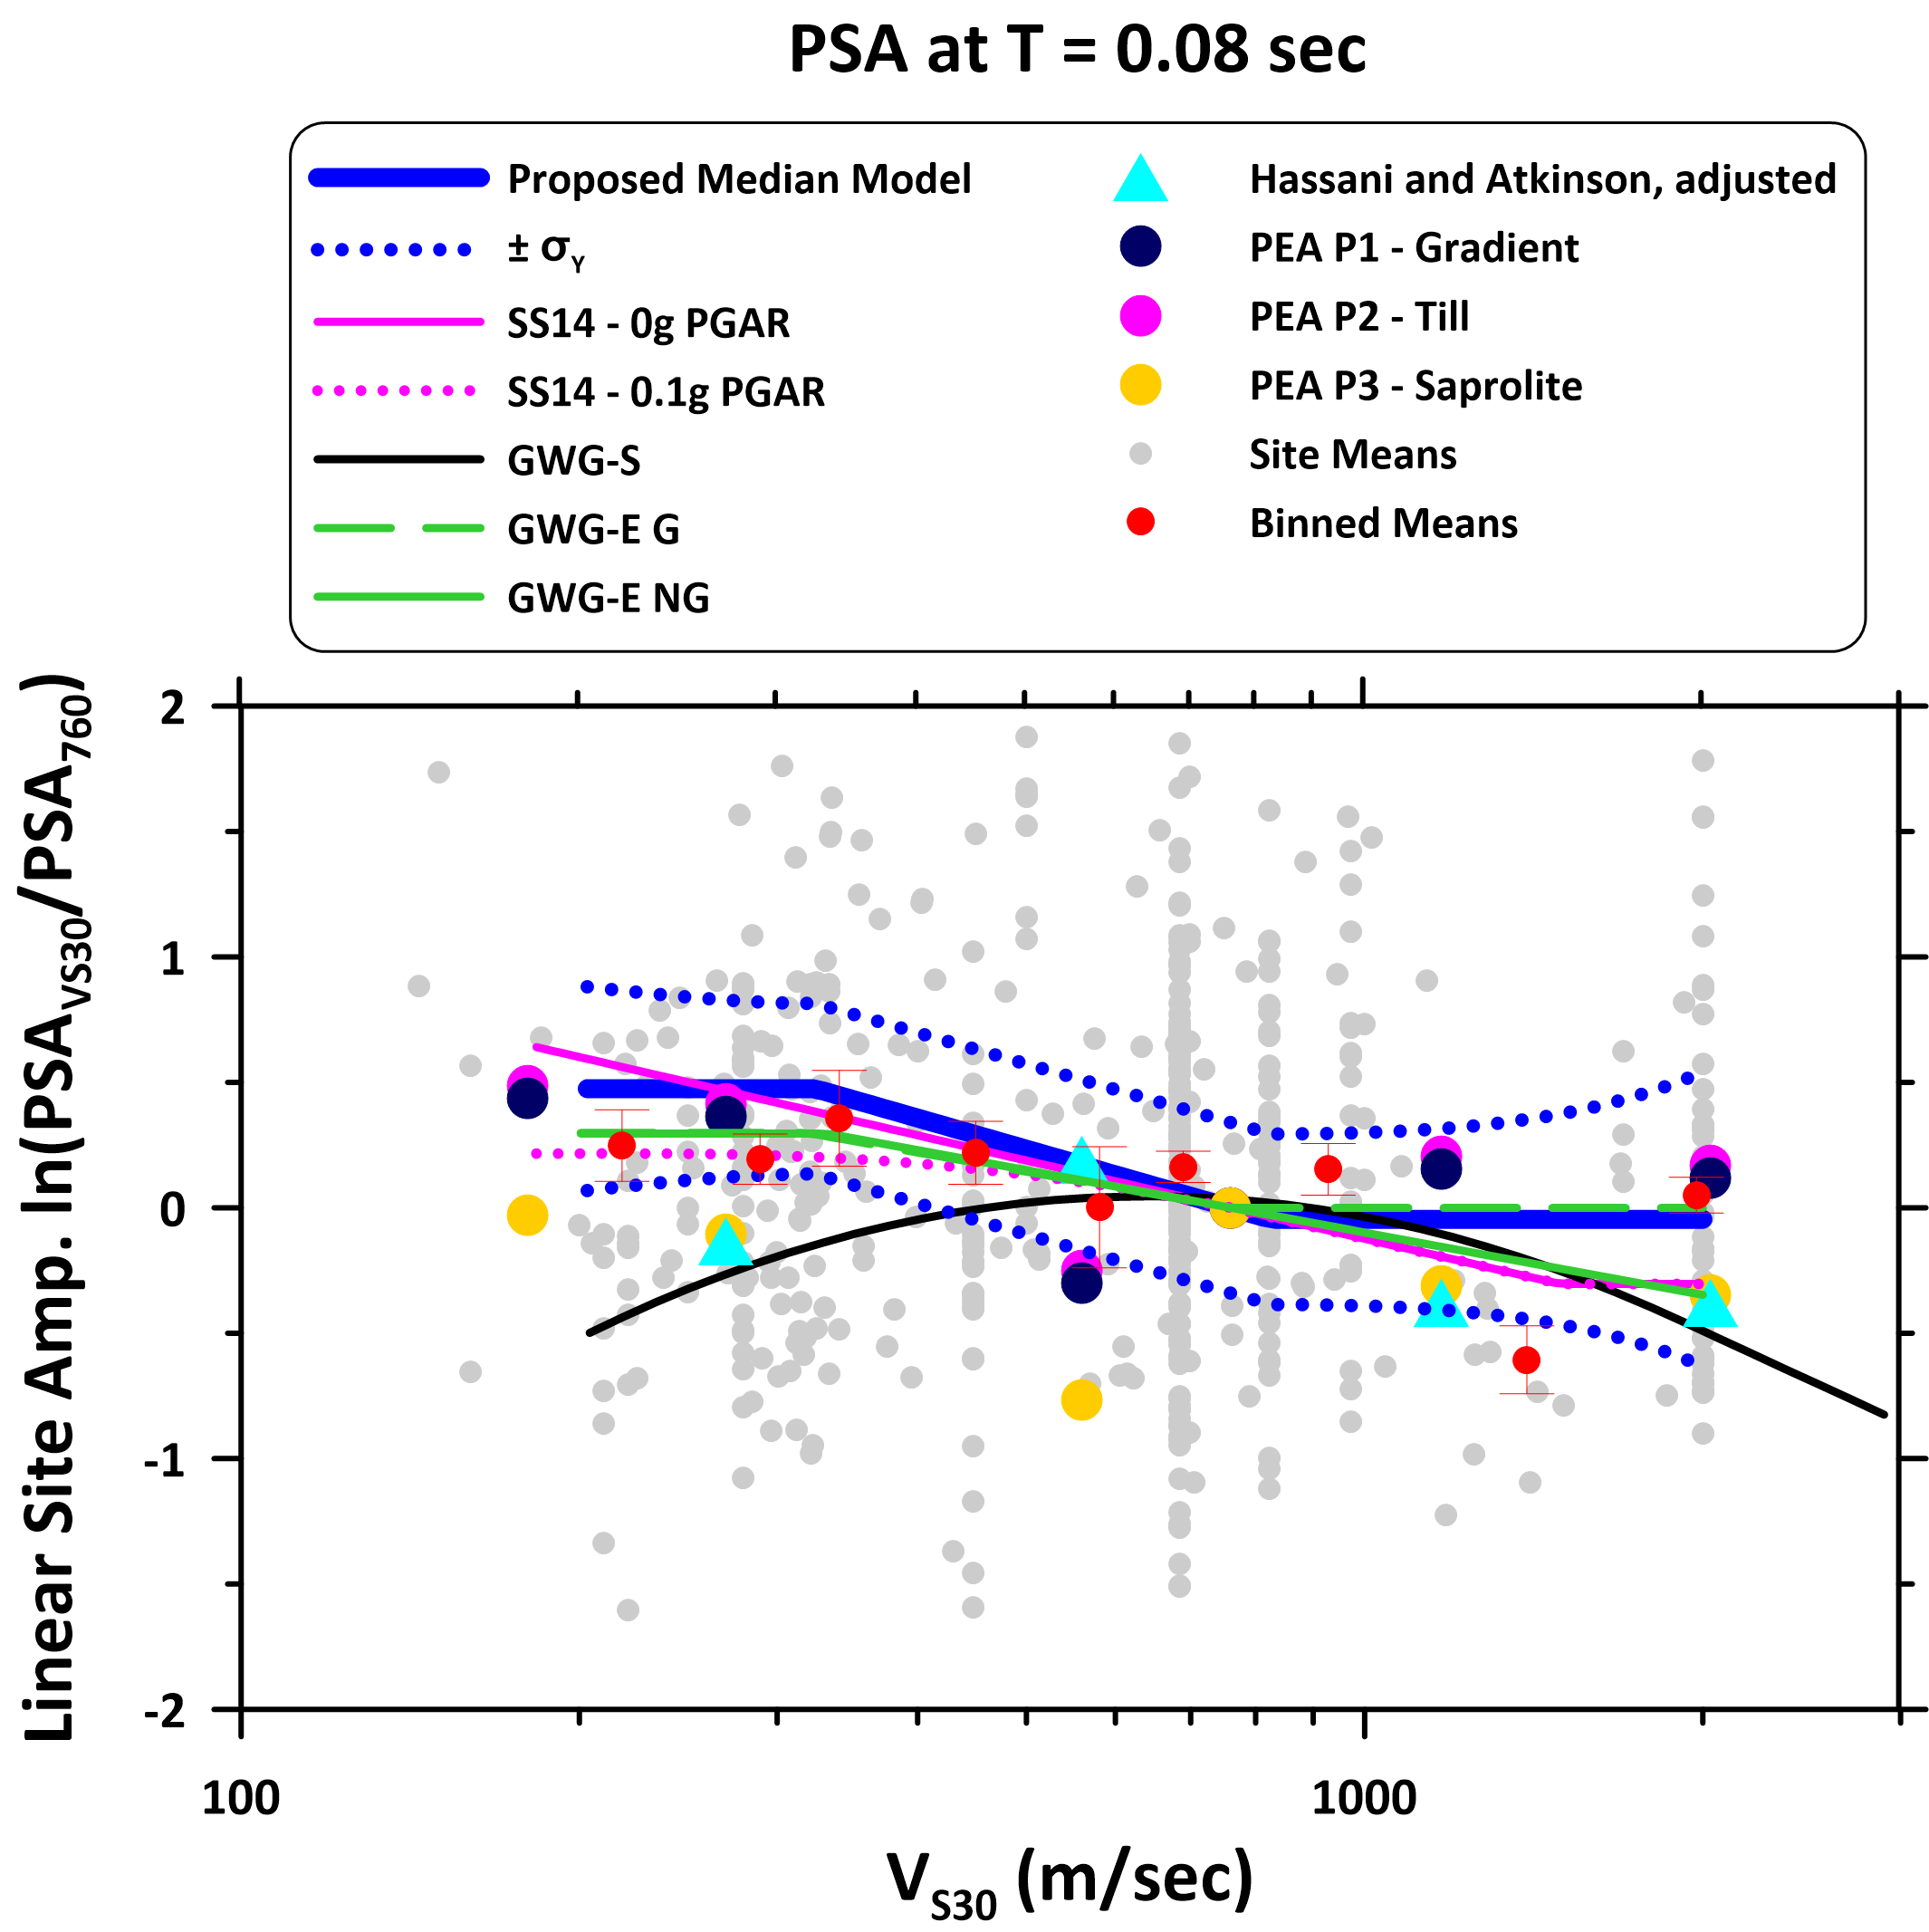 PSA at T = 0.08 sec
Proposed Median Model
± σY
SS14 - 0g PGAR
SS14 - 0.1g PGAR
GWG-S
GWG-E G
GWG-E NG
Hassani and Atkinson, adjusted
PEA P1 - Gradient
PEA P2 - Till
PEA P3 - Saprolite
Site Means
Binned Means
Linear Site Amp. ln(PSAVS30/PSA760)
2
1
0
-1
-2
100
1000
VS30 (m/sec)